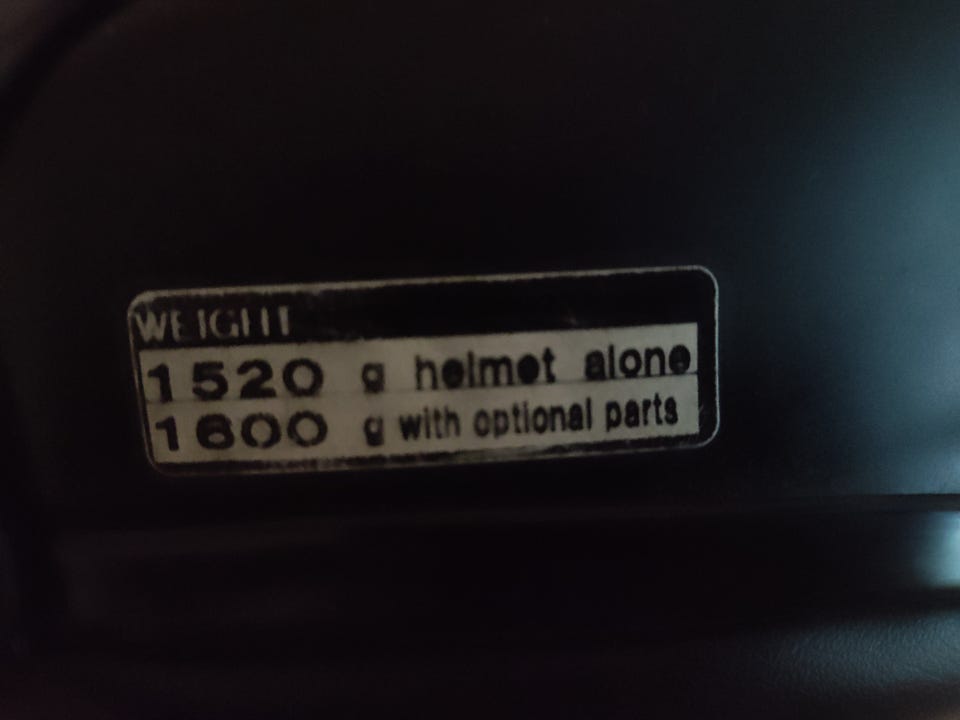 WEIGHT
1520 g helmet alone
1600 g with optional parts